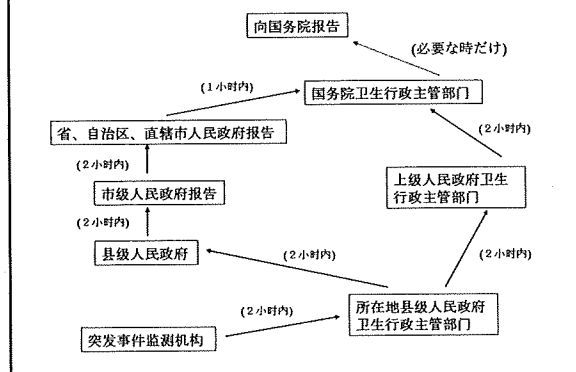 向国务院报告
(必要な時だけ)
(1小时内)
国务院卫生行政主管部门
省、自治区、直辖市人民政府报告
(2小时内)
(2小时内)
市级人民政府报告
上级人民政府卫生
行政主管部门
(2小时内)
县级人民政府
(2小时内)
(2小时内)
(2小时内)
所在地县级人民政府
卫生行政主管部门
突发事件监测机构